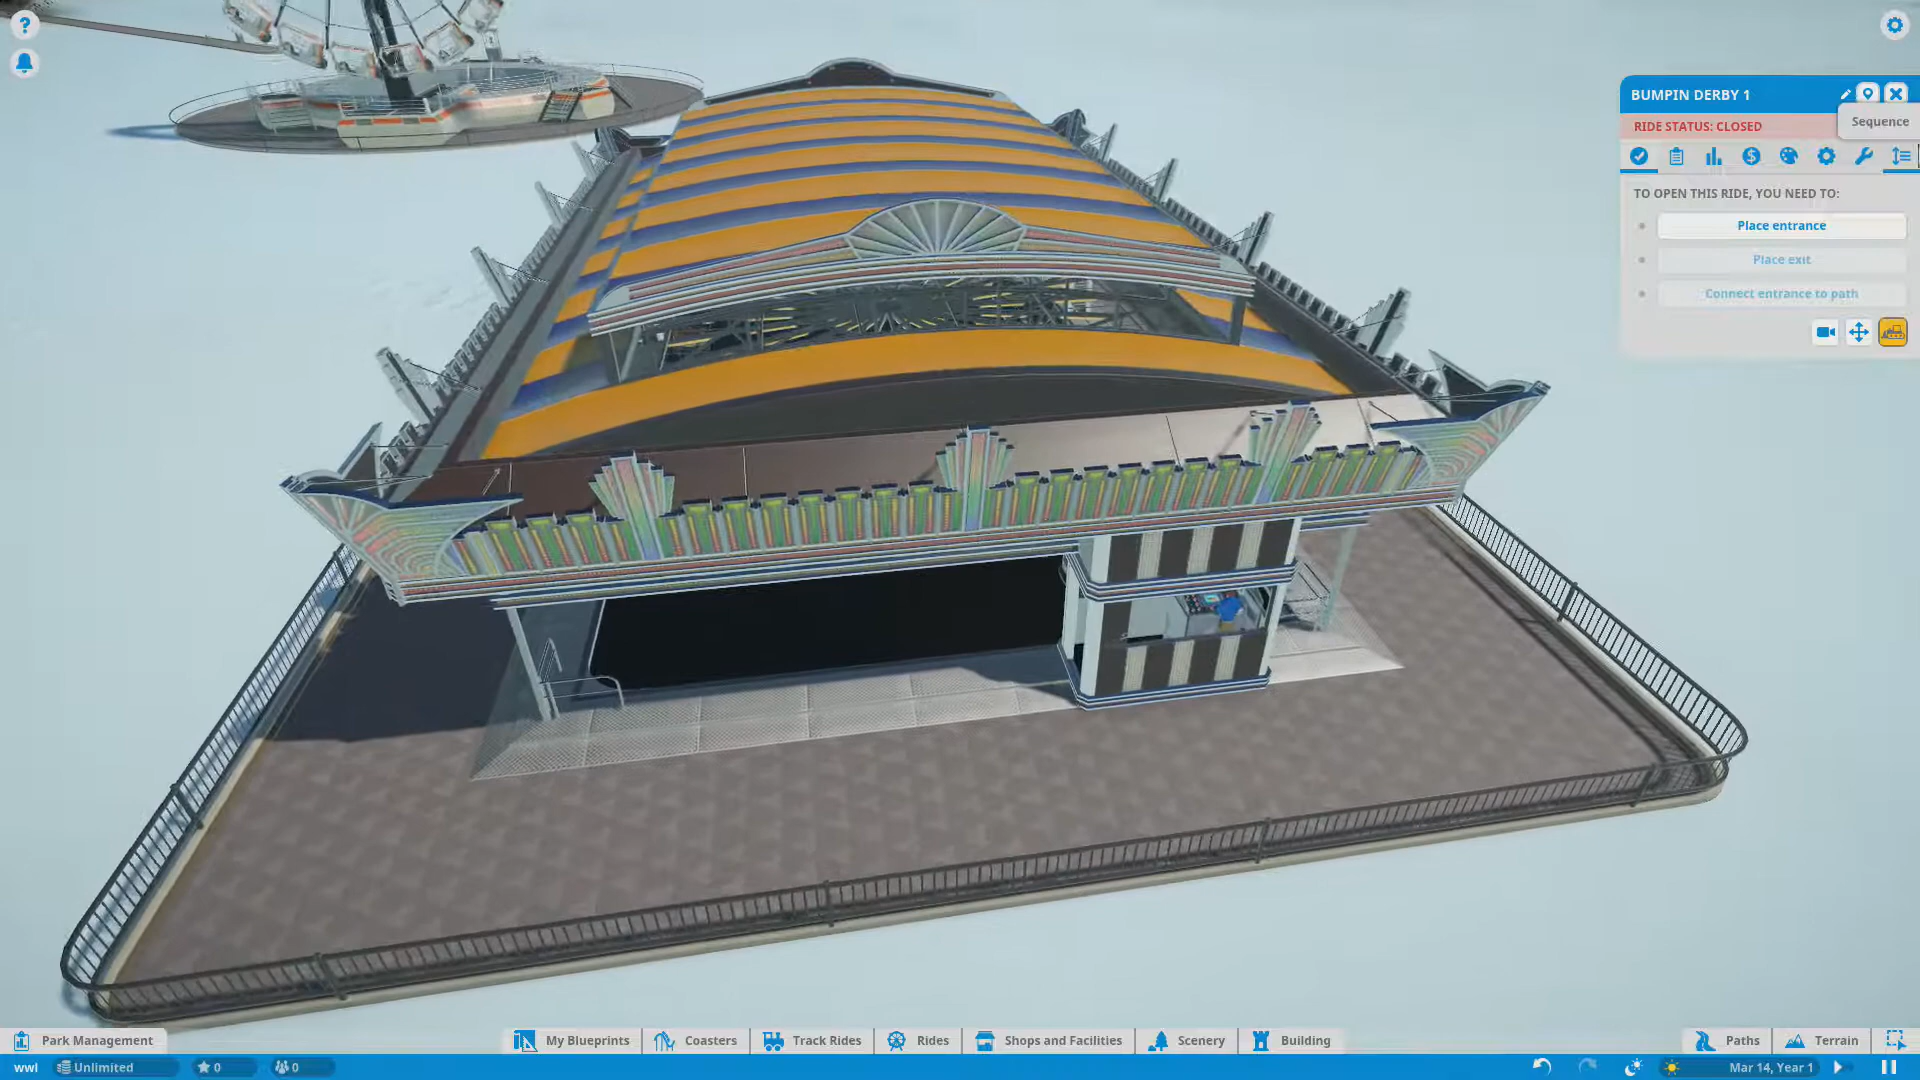 ?
BUMPIN DERBY 1
RIDE STATUS: CLOSED
Sequence
TO OPEN THIS RIDE, YOU NEED TO:
Place entrance
Place exit
Connect entrance to path
Park Management
My Blueprints
Coasters
Track Rides
Rides
Shops and Facilities
Scenery
Building
Paths
Terrain
wwl
Unlimited
0
0
Mar 14, Year 1